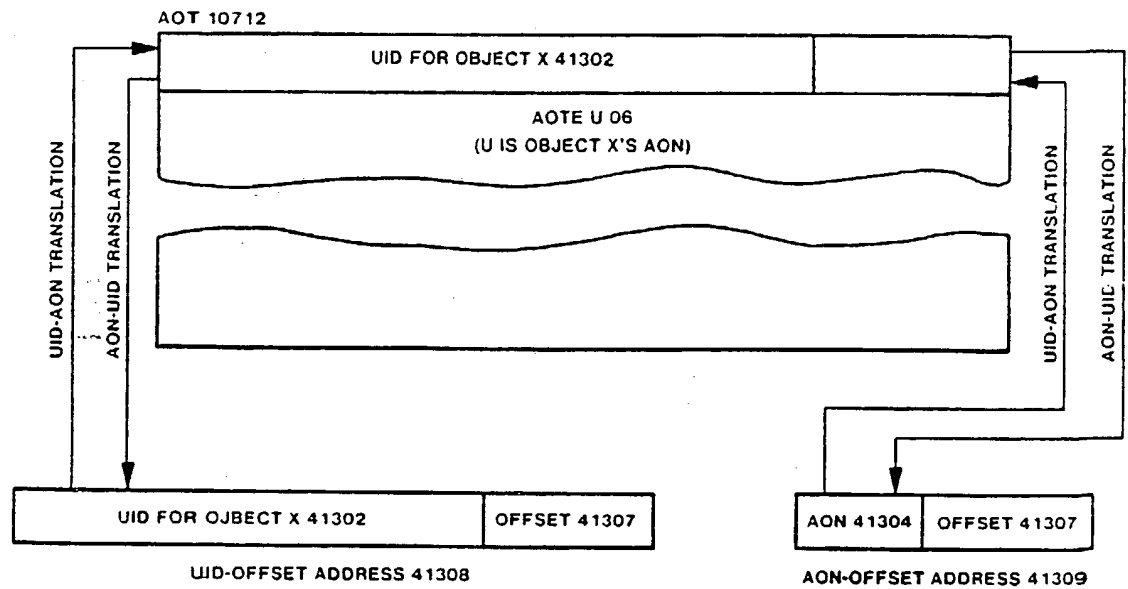 AOT 10712
UID FOR OBJECT X 41302
AOTE U 06
(U IS OBJECT X'S AON)
UID-AON TRANSLATION
AON-UID TRANSLATION
UID-AON TRANSLATION
AON-UID TRANSLATION
UID FOR OJBECT X 41302
OFFSET 41307
AON 41304
OFFSET 41307
UID-OFFSET ADDRESS 41308
AON-OFFSET ADDRESS 41309